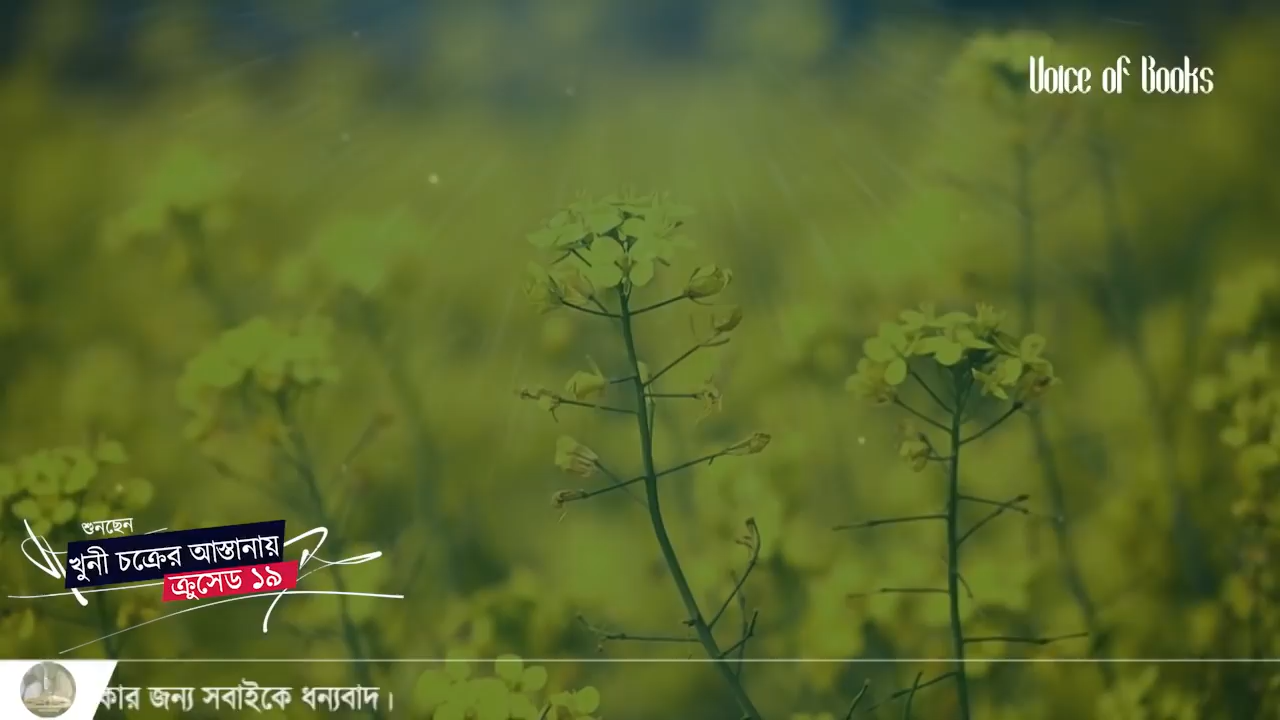 Voice of Books
শুনছেন
খুনী চক্রের আস্তানায়
ক্রুসেড ১৯
জন্য সবাইকে ধন্যবাদ।